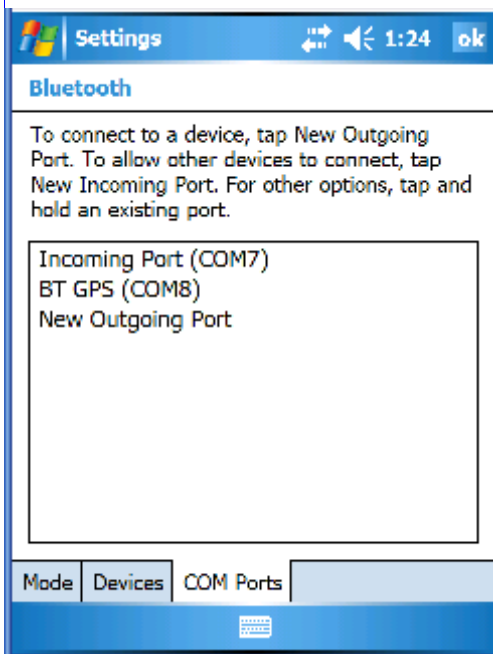 Settings 1:24 ok
Bluetooth
To connect to a device, tap New Outgoing
Port. To allow other devices to connect, tap
New Incoming Port. For other options, tap and
hold an existing port.
Incoming Port (COM7)
BT GPS (COM8)
New Outgoing Port
Mode Devices COM Ports